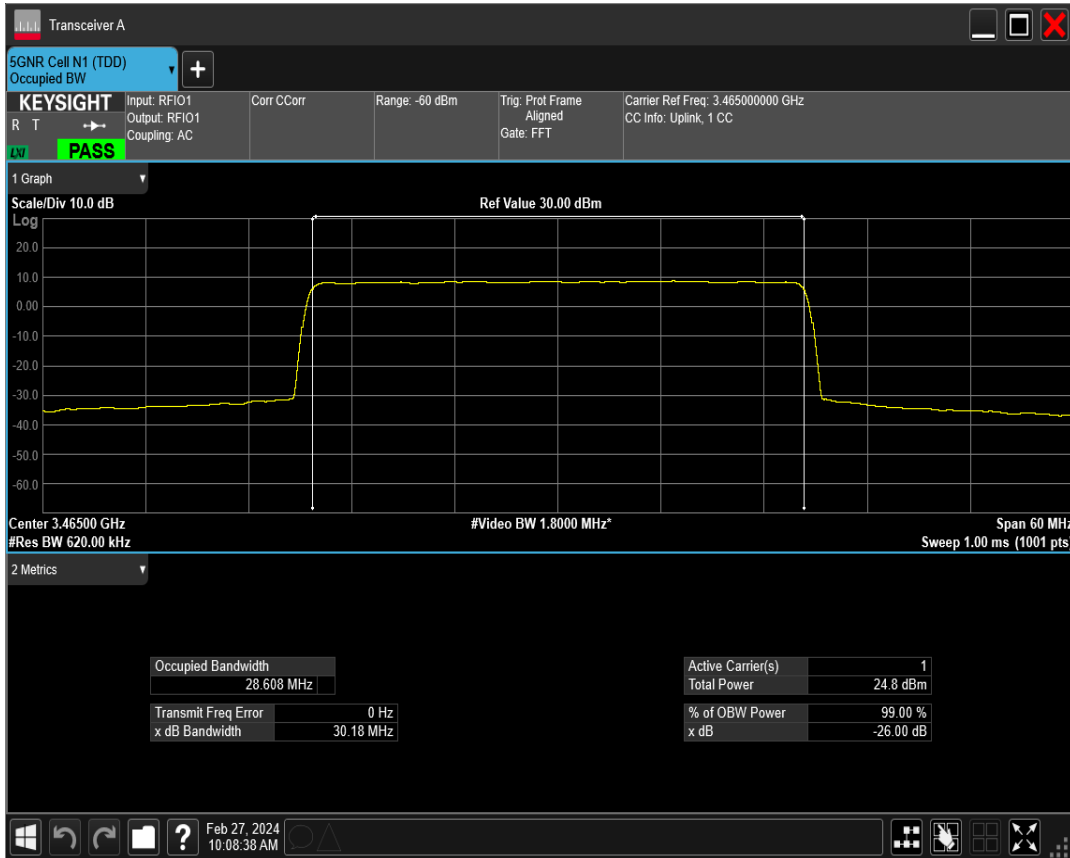 Transceiver A
5GNR Cell N1 (TDD)
Occupied BW
KEYSIGHT
R T
LXI
PASS
Input: RFIO1
Output: RFIO1
Coupling: AC
Corr CCorr
Range: -60 dBm
Trig: Prot Frame
Aligned
Gate: FFT
Carrier Ref Freq: 3.465000000 GHz
CC Info: Uplink, 1 CC
1 Graph
Scale/Div 10.0 dB
Ref Value 30.00 dBm
Log
20.0
10.0
0.00
-10.0
-20.0
-30.0
-40.0
-50.0
-60.0
Center 3.46500 GHz
#Video BW 1.8000 MHz*
Span 60 MHz
#Res BW 620.00 kHz
Sweep 1.00 ms (1001 pts)
2 Metrics
Occupied Bandwidth
28.608 MHz
Transmit Freq Error 0 Hz
x dB Bandwidth 30.18 MHz
Active Carrier(s) 1
Total Power 24.8 dBm
% of OBW Power 99.00 %
x dB -26.00 dB
Feb 27, 2024
10:08:38 AM